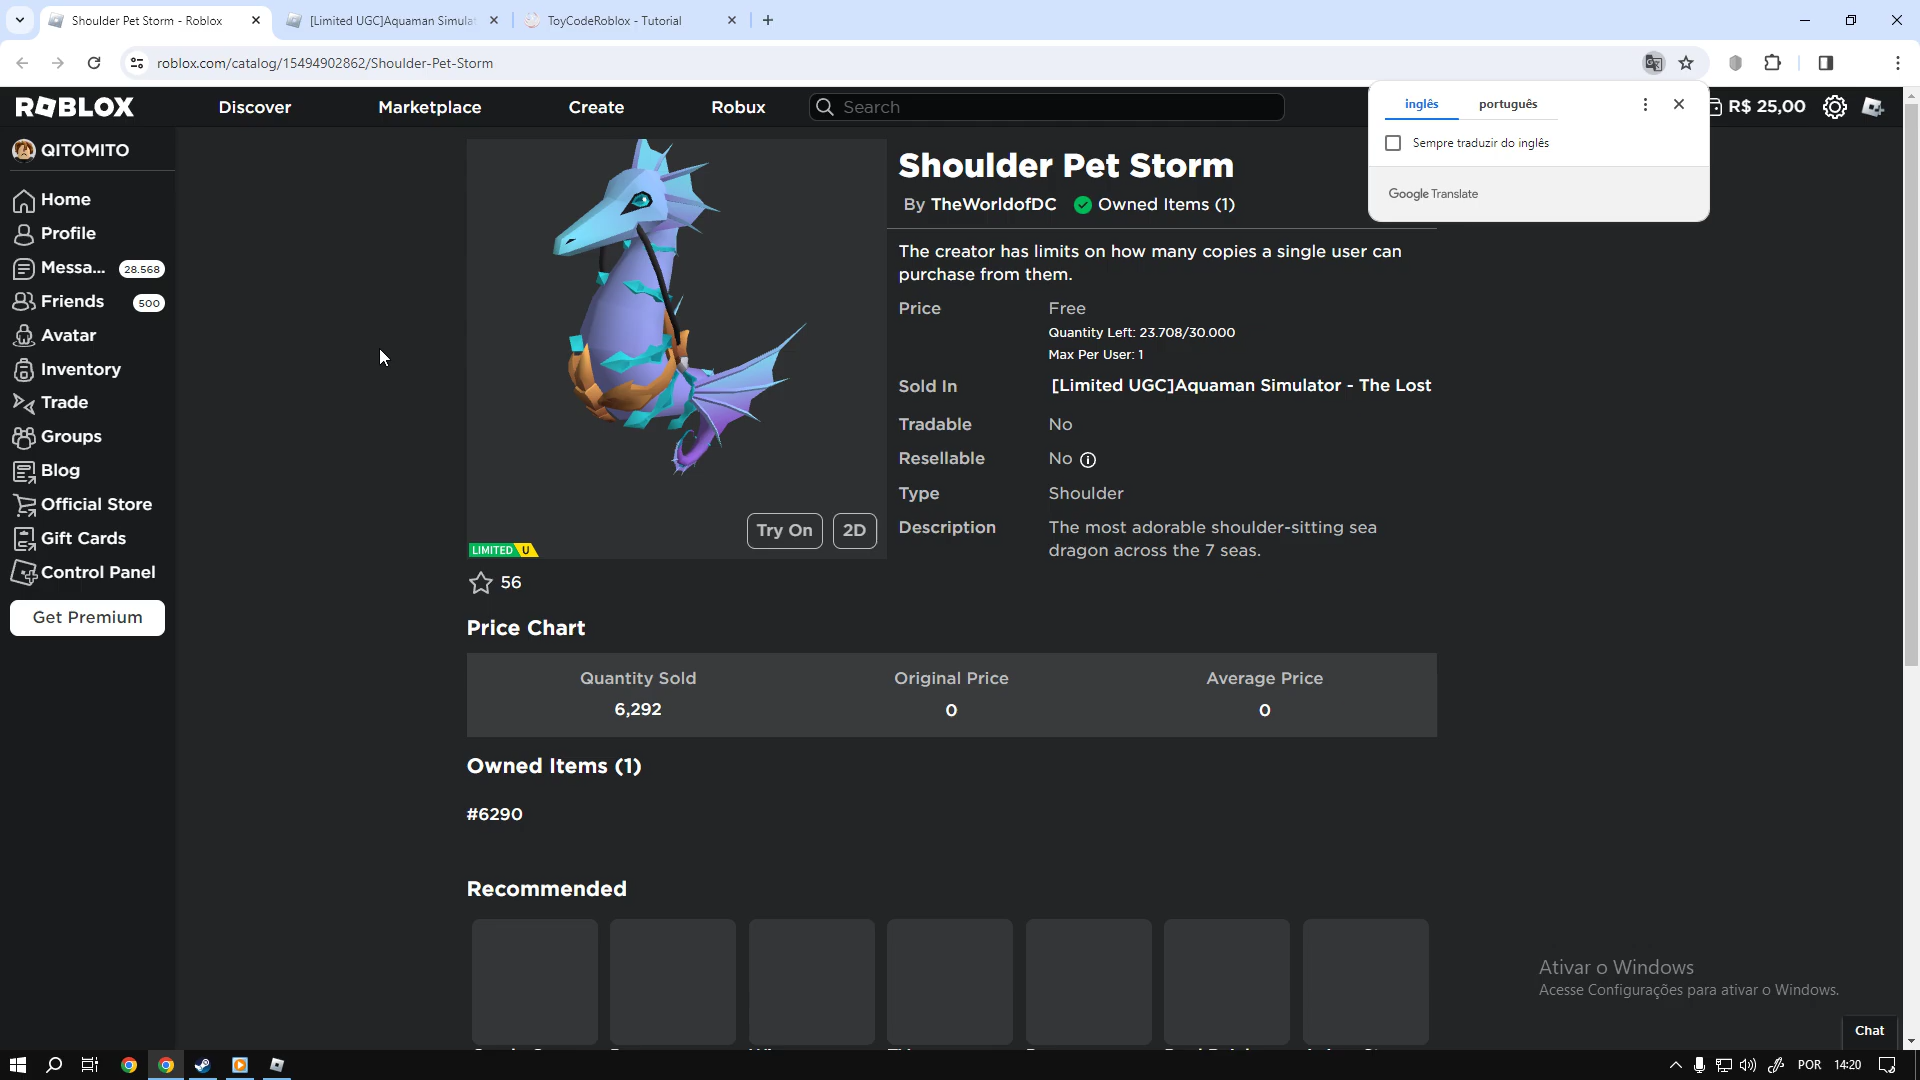 Shoulder Pet Storm - Roblox
[Limited UGC]Aquaman Simulat
ToyCodeRoblox - Tutorial
roblox.com/catalog/15494902862/Shoulder-Pet-Storm
ROBLOX
Discover
Marketplace
Create
Robux
Search
R$ 25,00
inglês
português
Sempre traduzir do inglês
Google Translate
QITOMITO
Home
Profile
Messa... 28.568
Friends 500
Avatar
Inventory
Trade
Groups
Blog
Official Store
Gift Cards
Control Panel
Get Premium
Try On
2D
LIMITED U
56
Shoulder Pet Storm
By TheWorldofDC Owned Items (1)
The creator has limits on how many copies a single user can
purchase from them.
Price Free
Quantity Left: 23.708/30.000
Max Per User: 1
Sold In [Limited UGC]Aquaman Simulator - The Lost
Tradable No
Resellable No
Type Shoulder
Description The most adorable shoulder-sitting sea
dragon across the 7 seas.
Price Chart
Quantity Sold Original Price Average Price
6,292 0 0
Owned Items (1)
#6290
Recommended
Ativar o Windows
Acesse Configurações para ativar o Windows.
Chat
POR 14:20